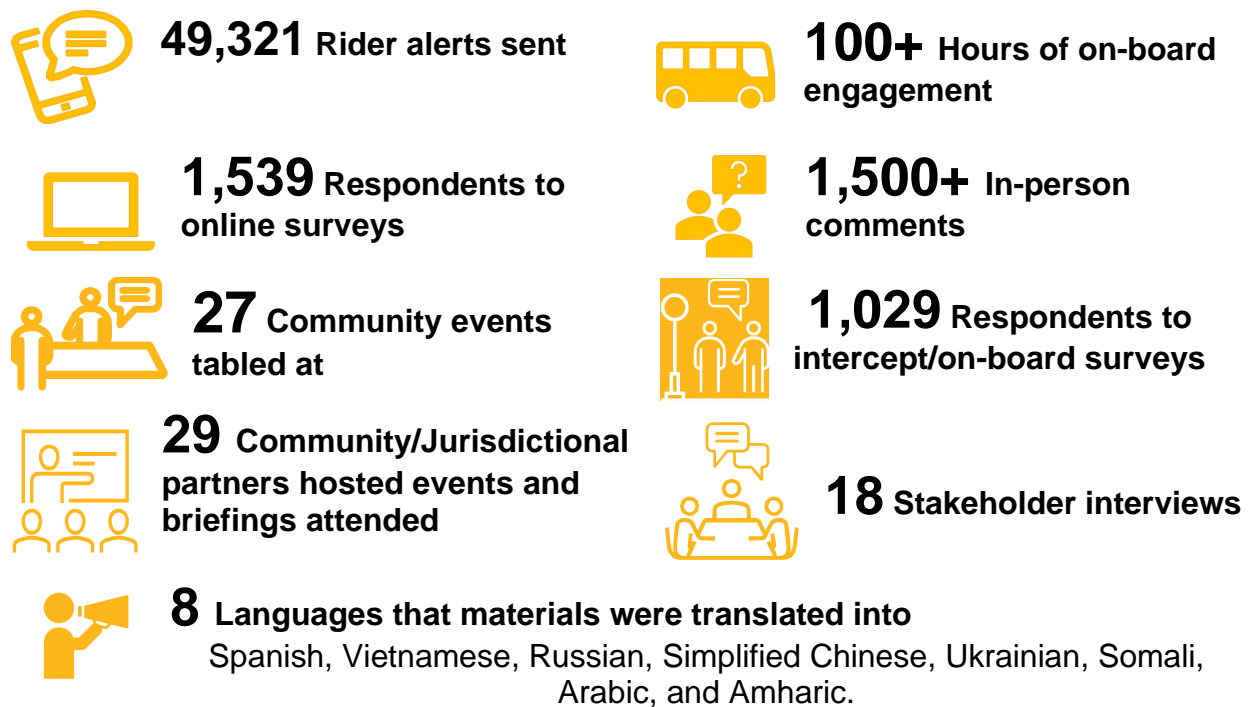 49,321 Rider alerts sent
100+ Hours of on-board
engagement
1,539 Respondents to
online surveys
?
1,500+ In-person
comments
27 Community events
tabled at
1,029 Respondents to
intercept/on-board surveys
29 Community/Jurisdictional
partners hosted events and
briefings attended
18 Stakeholder interviews
8 Languages that materials were translated into
Spanish, Vietnamese, Russian, Simplified Chinese, Ukrainian, Somali,
Arabic, and Amharic.